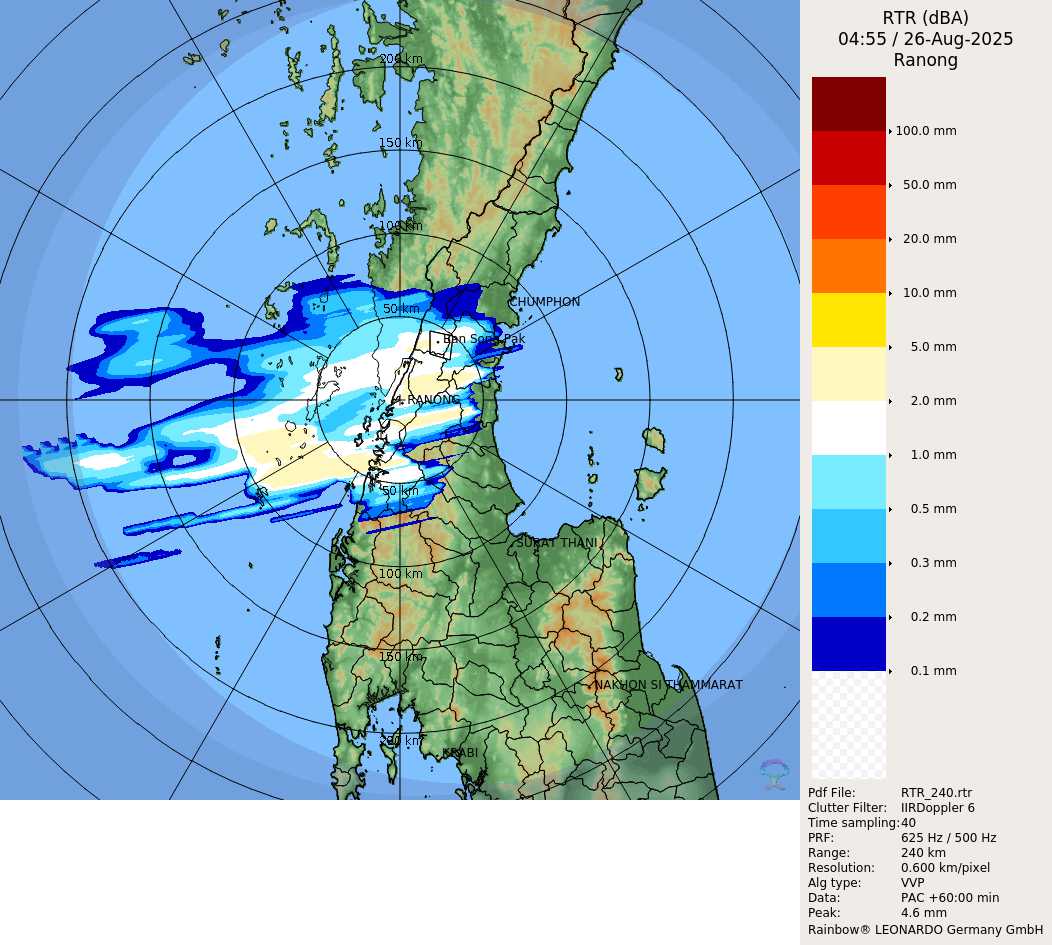 RTR (dBA)
04:55 / 26-Aug-2025
Ranong
100.0 mm
50.0 mm
20.0 mm
10.0 mm
5.0 mm
2.0 mm
1.0 mm
0.5 mm
0.3 mm
0.2 mm
0.1 mm
Pdf File: RTR_240.rtr
Clutter Filter: IIRDoppler 6
Time sampling:40
PRF: 625 Hz / 500 Hz
Range: 240 km
Resolution: 0.600 km/pixel
Alg type: VVP
Data: PAC +60:00 min
Peak: 4.6 mm
Rainbow® LEONARDO Germany GmbH
200 km
150 km
100 km
CHUMPHON
50 km
Ban Song Pak
RANONG
50 km
SURAT THANI
100 km
150 km
NAKHON SI THAMMARAT
200 km
KRABI